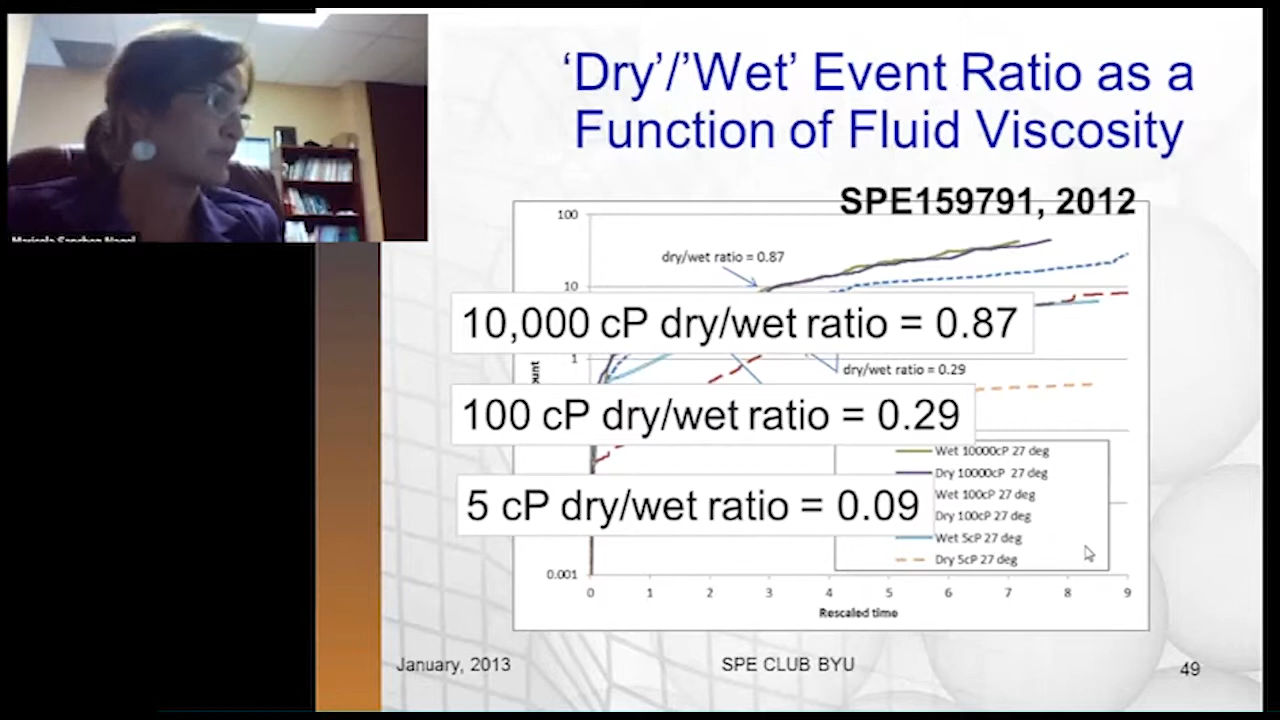 ‘Dry’/’Wet’ Event Ratio as a
Function of Fluid Viscosity
SPE159791, 2012
100
dry/wet ratio = 0.87
10
10,000 cP dry/wet ratio = 0.87
1
dry/wet ratio = 0.29
100 cP dry/wet ratio = 0.29
Wet 10000cP 27 deg
Dry 10000cP 27 deg
Wet 100cP 27 deg
5 cP dry/wet ratio = 0.09
Dry 100cP 27 deg
Wet 5cP 27 deg
Dry 5cP 27 deg
0.001
0 1 2 3 4 5 6 7 8 9
Rescaled time
January, 2013
SPE CLUB BYU
49